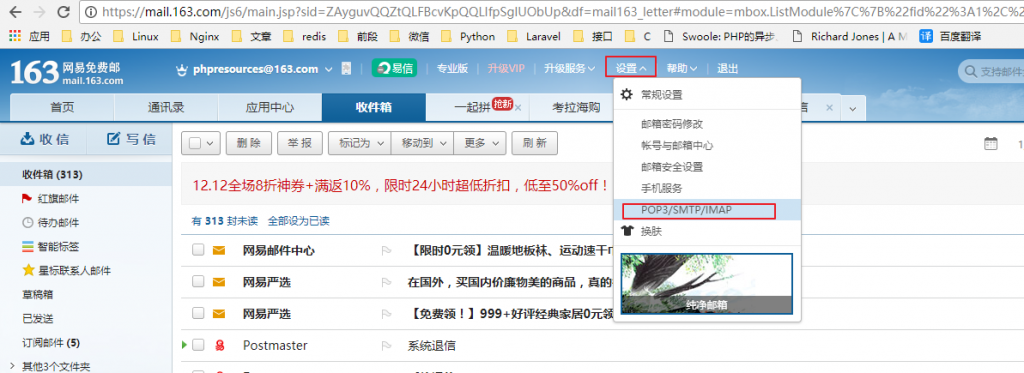 https://mail.163.com/js6/main.jsp?sid=ZAyguvQQZtQLFBcvKpQQLlfpSglUObUp&df=mail163_letter#module=mbox.ListModule%7C%7B%22fid%22%3A1%2C%2
应用 办公 Linux Nginx 文章 redis 前段 微信 Python Laravel 接口 C Swoole: PHP的异步、 Richard Jones | A M 译 百度翻译
163 网易免费邮
mail.163.com
phpresources@163.com 易信 专业版 升级VIP 升级服务 设置 帮助 退出
支持邮件
首页 通讯录 应用中心 收件箱 一起拼 抢新 考拉海购
常规设置
邮箱密码修改
帐号与邮箱中心
邮箱安全设置
手机服务
POP3/SMTP/IMAP
换肤
纯净邮箱
收信 写信
删除 举报 标记为 移动到 更多 刷新
收件箱 (313)
红旗邮件
待办邮件
智能标签
星标联系人邮件
草稿箱
已发送
订阅邮件 (5)
其他3个文件夹
12.12全场8折神券+满返10%，限时24小时超低折扣，低至50%off！
有 313 封未读 全部设为已读
网易邮件中心 【限时0元领】温暖地板袜、运动速干
网易严选 在国外，买国内价廉物美的商品，真的
网易严选 【免费领！】999+好评经典家居0元领
Postmaster 系统退信